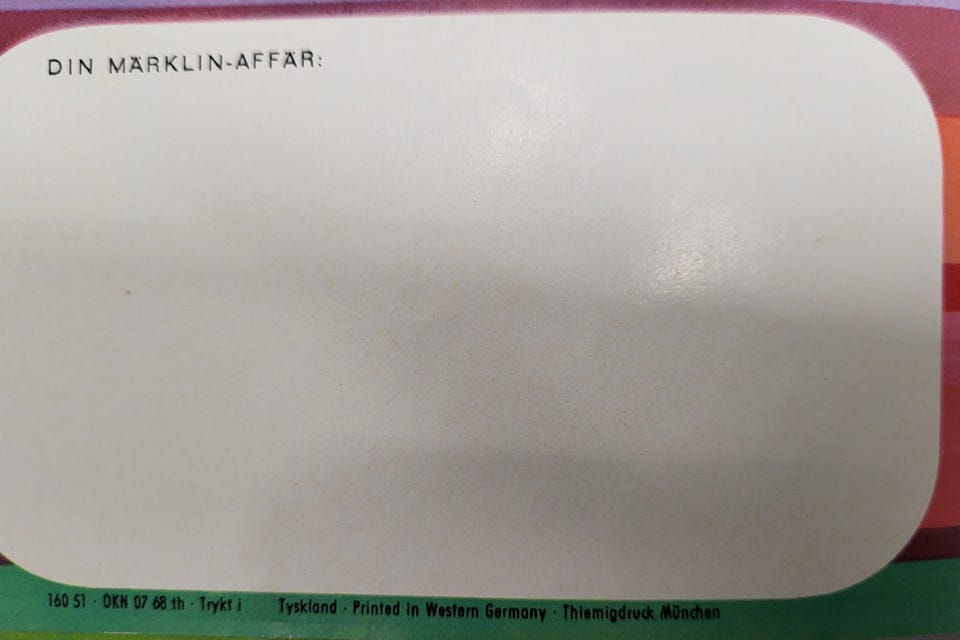 DIN MÄRKLIN-AFFÄR:
160 51 · OKN 07 68 th · Trykt i Tyskland · Printed in Western Germany · Thiemigdruck München